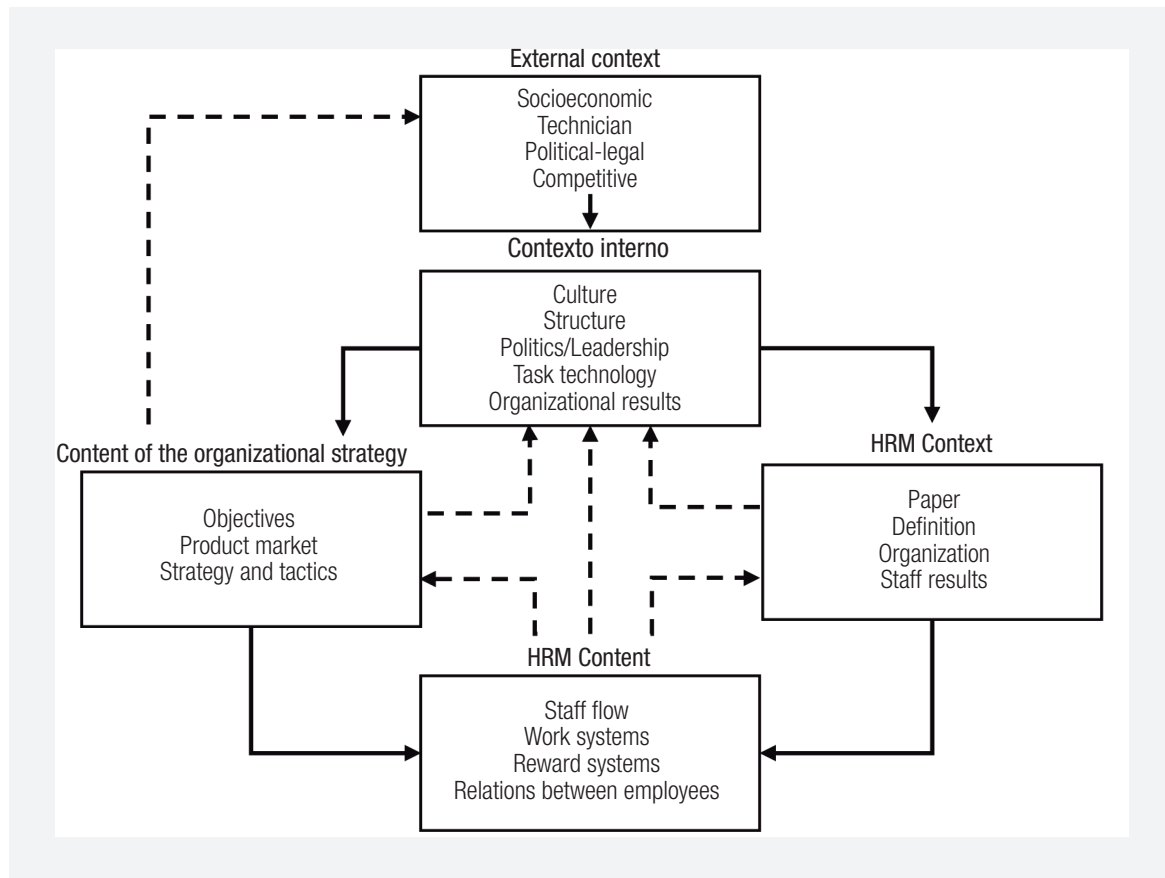 External context
Socioeconomic
Technician
Political-legal
Competitive
Contexto interno
Culture
Structure
Politics/Leadership
Task technology
Organizational results
Content of the organizational strategy
Objectives
Product market
Strategy and tactics
HRM Context
Paper
Definition
Organization
Staff results
HRM Content
Staff flow
Work systems
Reward systems
Relations between employees